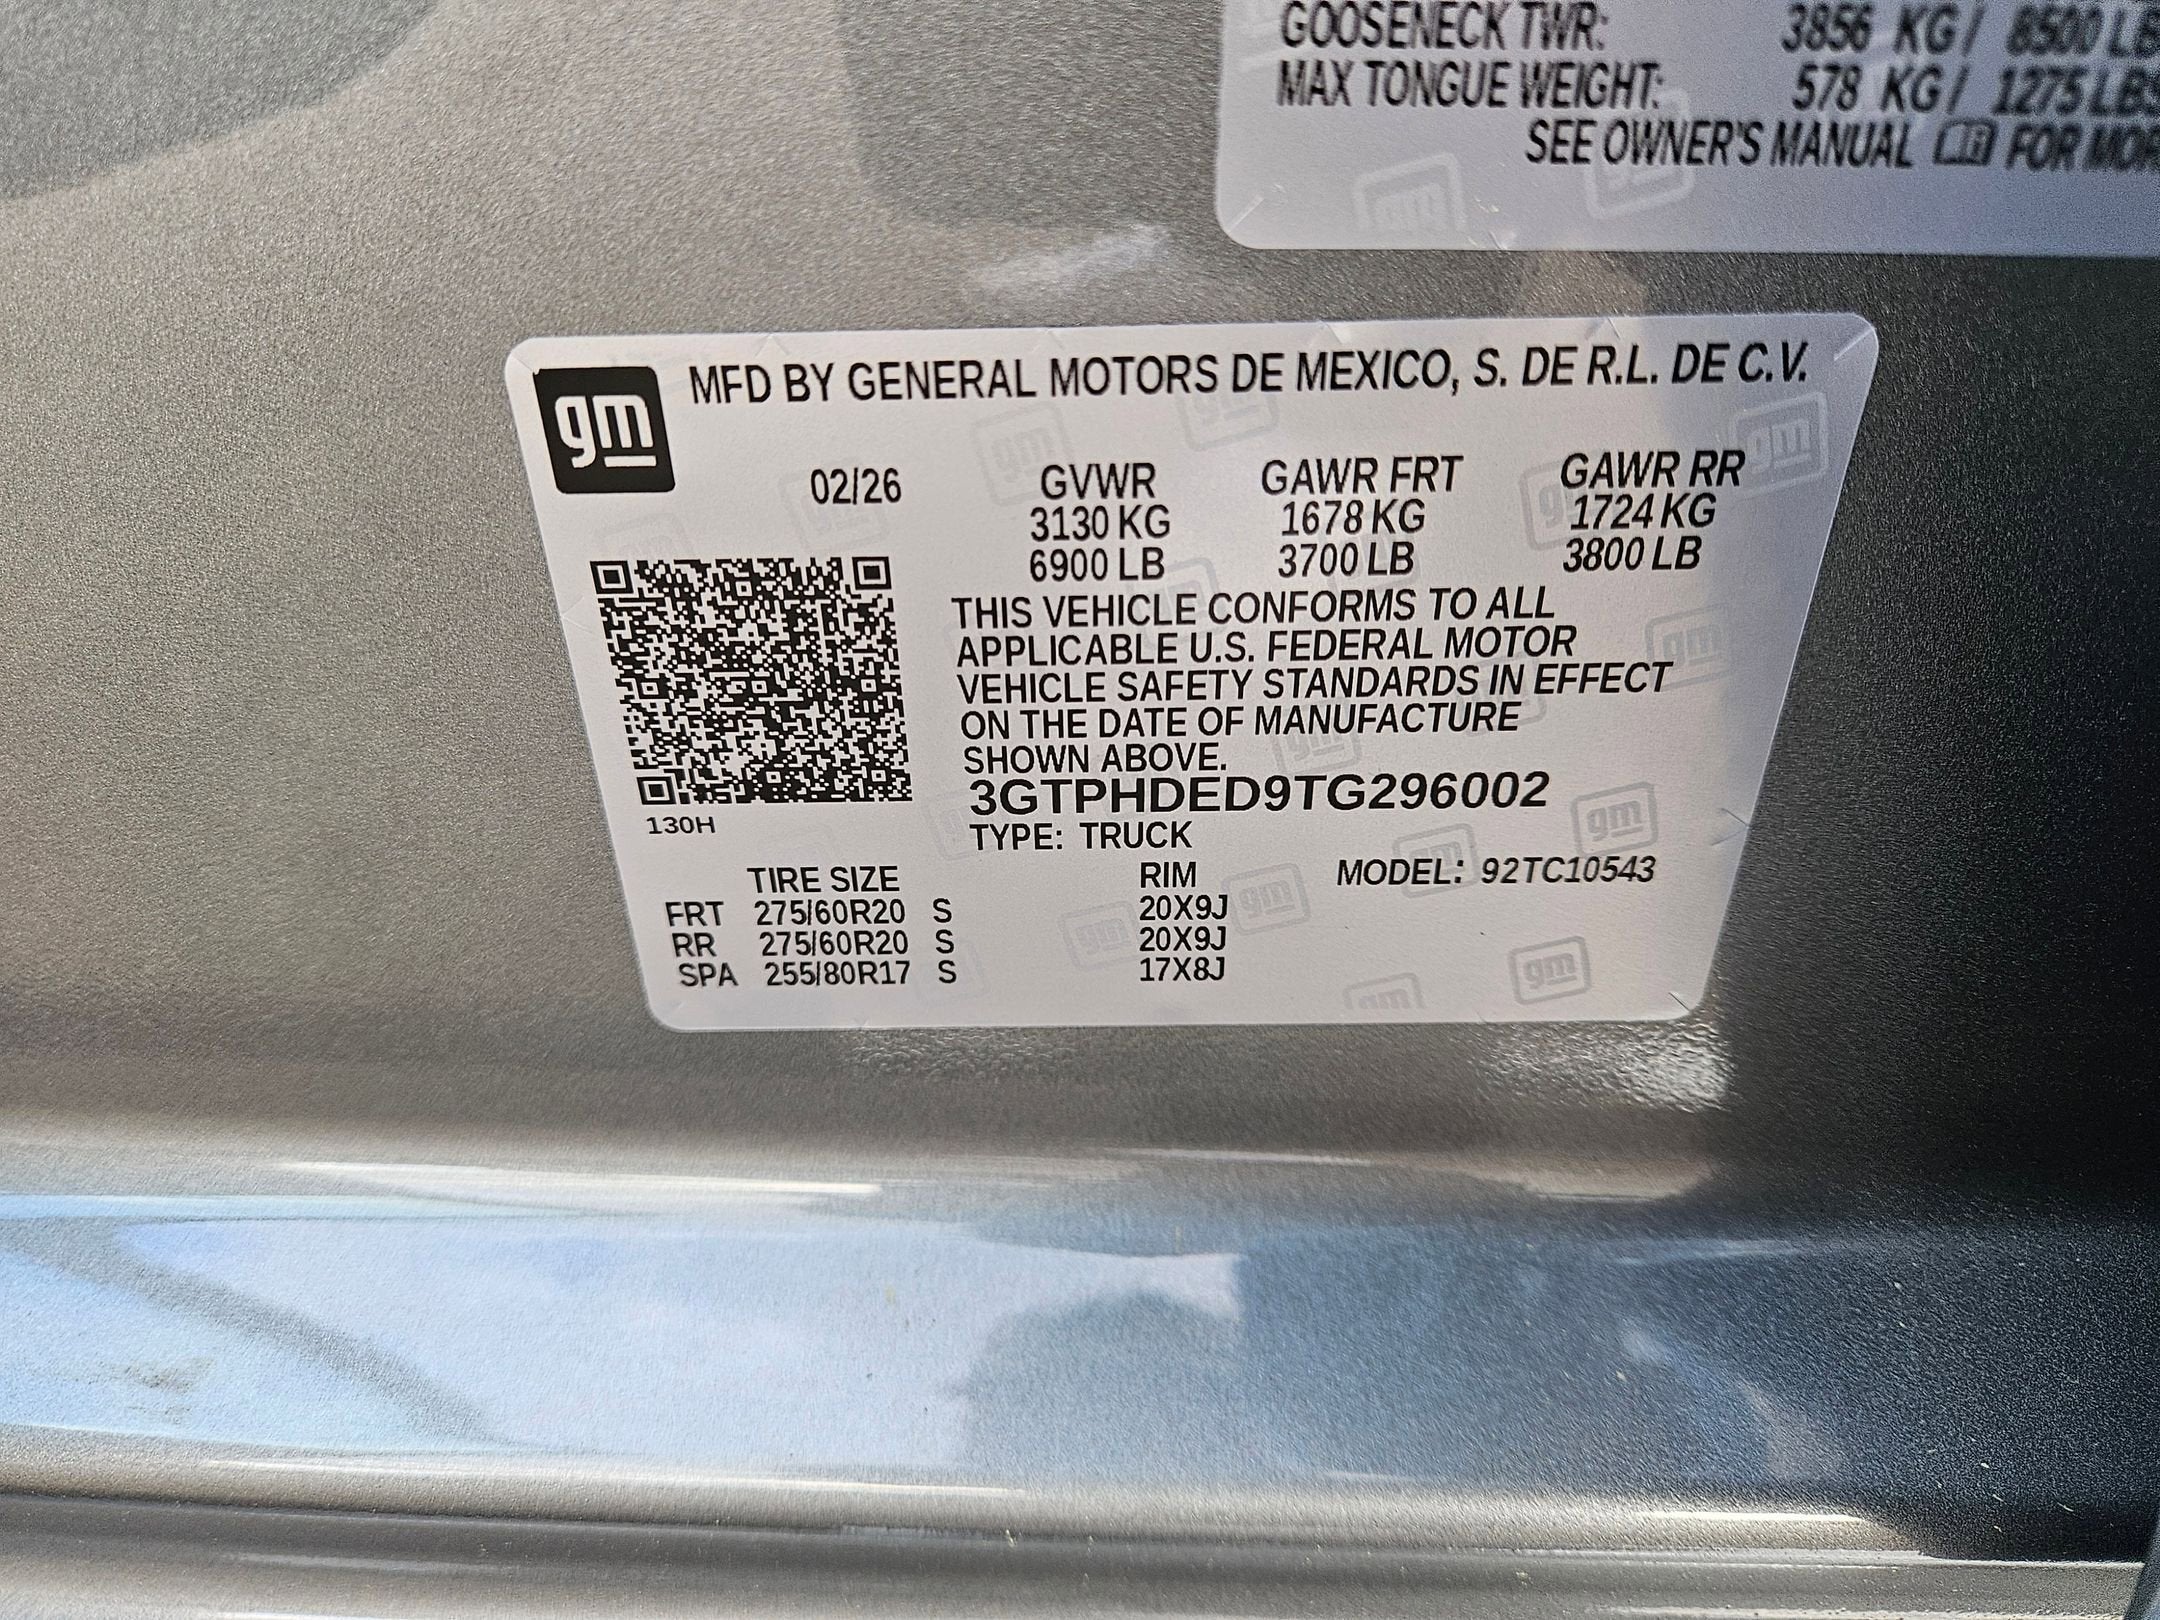 GOOSENECK TWR: 3856 KG / 8500 LB
MAX TONGUE WEIGHT: 578 KG / 1275 LBS
SEE OWNER'S MANUAL FOR MOR
gm
MFD BY GENERAL MOTORS DE MEXICO, S. DE R.L. DE C.V.
02/26 GVWR GAWR FRT GAWR RR
3130 KG 1678 KG 1724 KG
6900 LB 3700 LB 3800 LB
THIS VEHICLE CONFORMS TO ALL
APPLICABLE U.S. FEDERAL MOTOR
VEHICLE SAFETY STANDARDS IN EFFECT
ON THE DATE OF MANUFACTURE
SHOWN ABOVE.
3GTPHDED9TG296002
130H
TYPE: TRUCK
TIRE SIZE RIM MODEL: 92TC10543
FRT 275/60R20 S 20X9J
RR 275/60R20 S 20X9J
SPA 255/80R17 S 17X8J